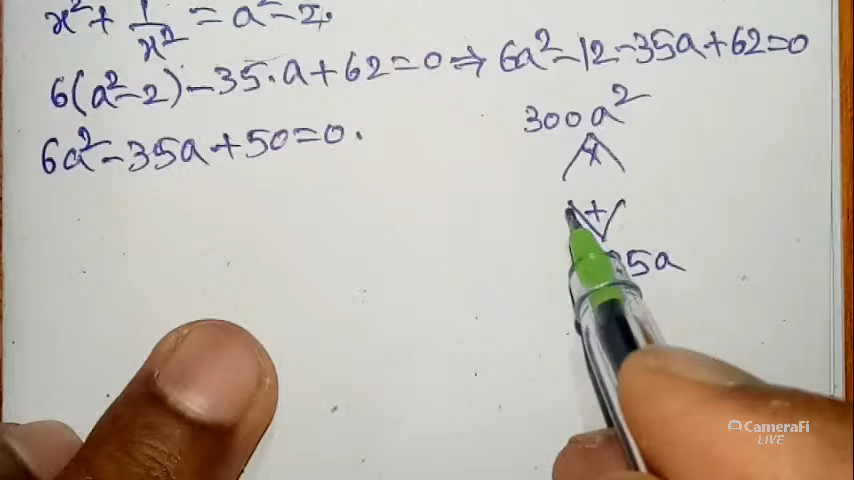 x² + 1/x² = a² - 2.
6(a² - 2) - 35·a + 62 = 0 ⇒ 6a² - 12 - 35a + 62 = 0
6a² - 35a + 50 = 0.
300a²
×
+
5a
CameraFi
LIVE